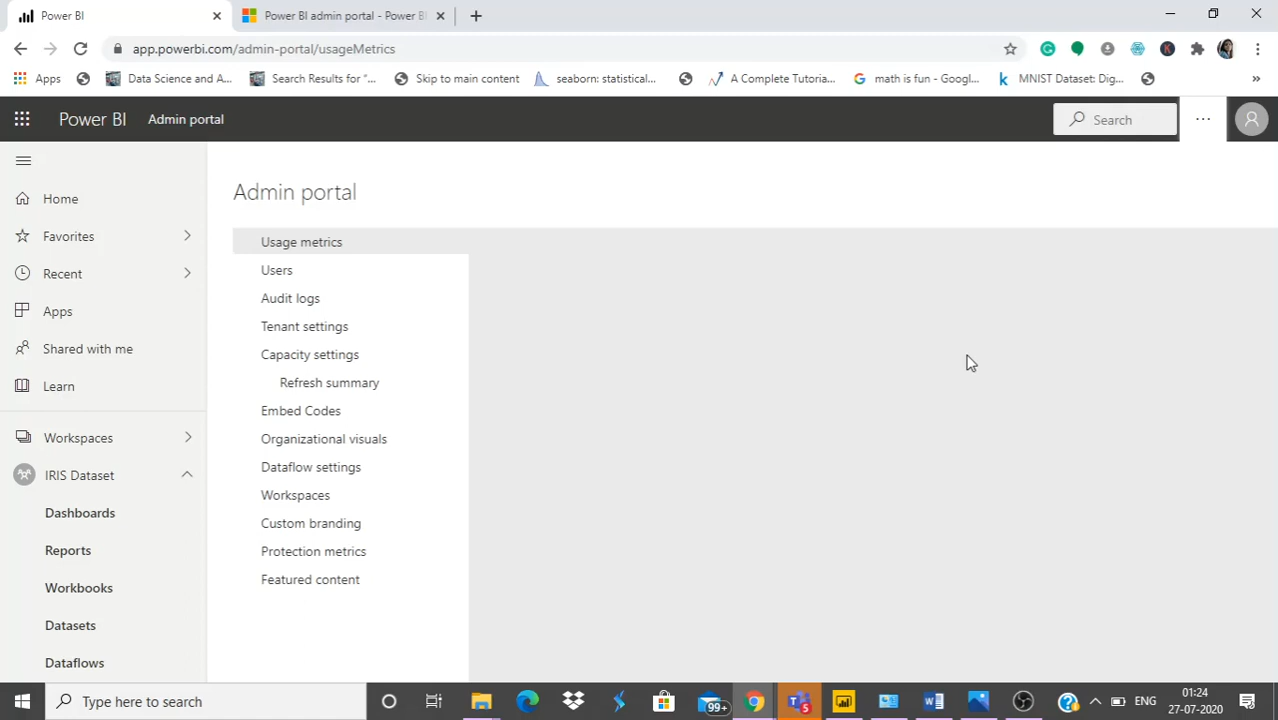 Power BI
Power BI admin portal - Power BI
app.powerbi.com/admin-portal/usageMetrics
Apps
Data Science and A...
Search Results for "...
Skip to main content
seaborn: statistical...
A Complete Tutoria...
math is fun - Googl...
MNIST Dataset: Dig...
»
Power BI
Admin portal
Search
Home
Favorites
Recent
Apps
Shared with me
Learn
Workspaces
IRIS Dataset
Dashboards
Reports
Workbooks
Datasets
Dataflows
Admin portal
Usage metrics
Users
Audit logs
Tenant settings
Capacity settings
Refresh summary
Embed Codes
Organizational visuals
Dataflow settings
Workspaces
Custom branding
Protection metrics
Featured content
Type here to search
99+
5
ENG
01:24
27-07-2020